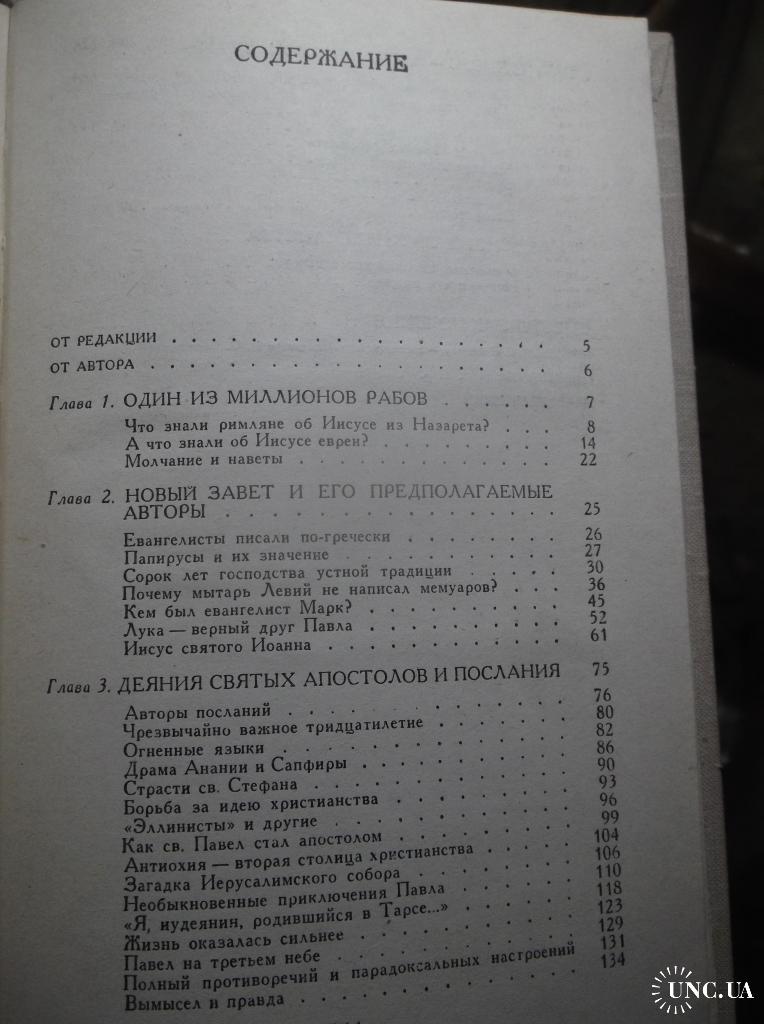 СОДЕРЖАНИЕ
ОТ РЕДАКЦИИ . . . . . . . . . . . . . . . . 5
ОТ АВТОРА . . . . . . . . . . . . . . . . . 6
Глава 1. ОДИН ИЗ МИЛЛИОНОВ РАБОВ . . . . . . 7
Что знали римляне об Иисусе из Назарета? . . . 8
А что знали об Иисусе евреи? . . . . . . . . . 14
Молчание и наветы . . . . . . . . . . . . . 22
Глава 2. НОВЫЙ ЗАВЕТ И ЕГО ПРЕДПОЛАГАЕМЫЕ
АВТОРЫ . . . . . . . . . . . . . . . . 25
Евангелисты писали по-гречески . . . . . . . . 26
Папирусы и их значение . . . . . . . . . . . 27
Сорок лет господства устной традиции . . . . . 30
Почему мытарь Левий не написал мемуаров? . . . 36
Кем был евангелист Марк? . . . . . . . . . . 45
Лука — верный друг Павла . . . . . . . . . . 52
Иисус святого Иоанна . . . . . . . . . . . . 61
Глава 3. ДЕЯНИЯ СВЯТЫХ АПОСТОЛОВ И ПОСЛАНИЯ 75
Авторы посланий . . . . . . . . . . . . . . 76
Чрезвычайно важное тридцатилетие . . . . . . . 80
Огненные языки . . . . . . . . . . . . . . 82
Драма Анании и Сапфиры . . . . . . . . . . . 86
Страсти св. Стефана . . . . . . . . . . . . 90
Борьба за идею христианства . . . . . . . . . 93
«Эллинисты» и другие . . . . . . . . . . . . 96
Как св. Павел стал апостолом . . . . . . . . . 99
Антиохия — вторая столица христианства . . . . . 104
Загадка Иерусалимского собора . . . . . . . . 106
Необыкновенные приключения Павла . . . . . . . 110
«Я, иудеянин, родившийся в Тарсе...» . . . . . . 118
Жизнь оказалась сильнее . . . . . . . . . . . 123
Павел на третьем небе . . . . . . . . . . . . 129
Полный противоречий и парадоксальных настроений 131
Вымысел и правда . . . . . . . . . . . . . 134
UNC.UA